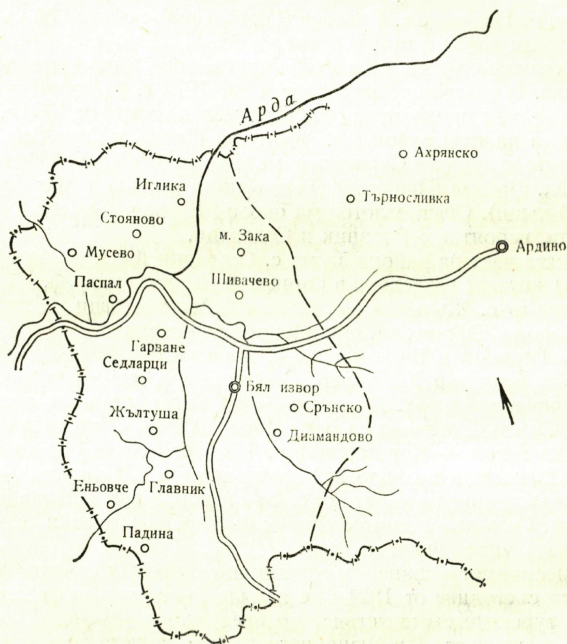 Арда
Ахрянско
Иглика
Търносливка
Стояново
м. Зака
Ардино
Мусево
Паспал
Шивачево
Гарване
Седларци
Бял извор
Срънско
Жълтуша
Дизмандово
Еньовче
Главник
Падина